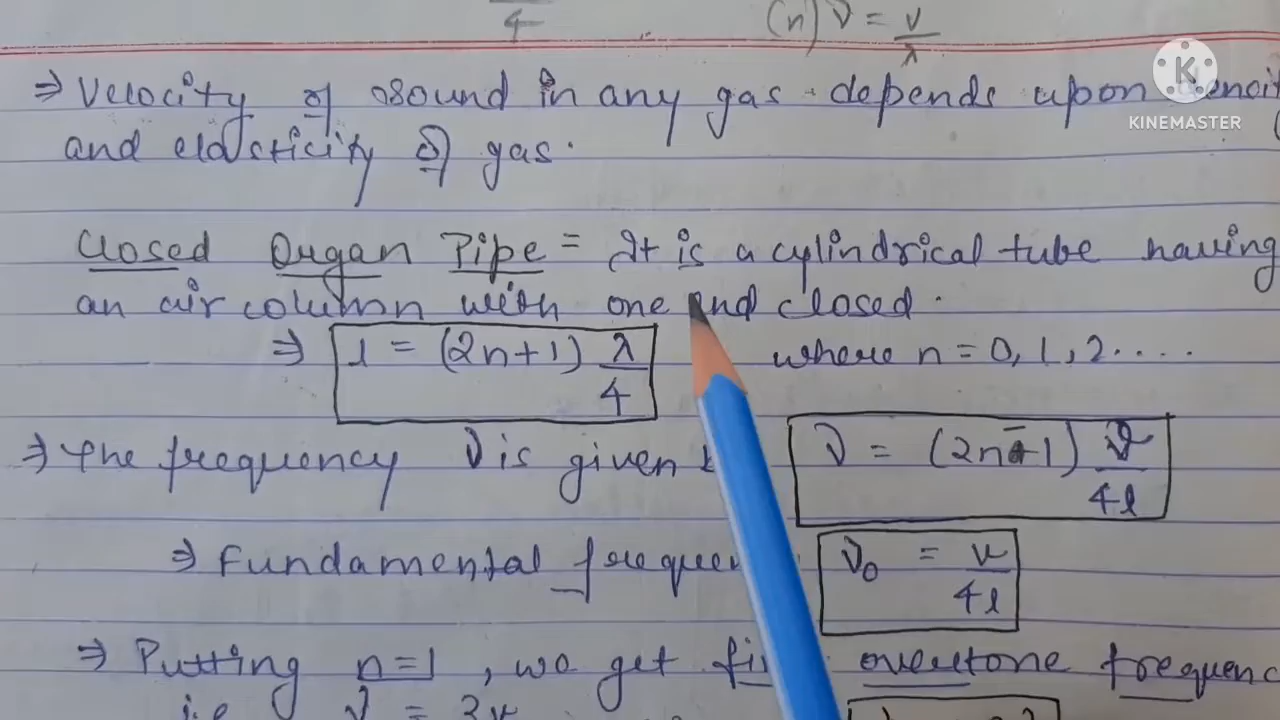 4 (n) ν = v/λ
K
KINEMASTER
⇒ Velocity of sound in any gas depends upon
and elasticity of gas.
Closed Organ Pipe = It is a cylindrical tube having
an air column with one end closed.
⇒ l = (2n+1) λ/4 where n = 0, 1, 2....
⇒ The frequency ν is given ν = (2n 1) v/4l
⇒ Fundamental ν₀ = v/4l
⇒ Putting n=1, we get overtone
i.e ν = 3v